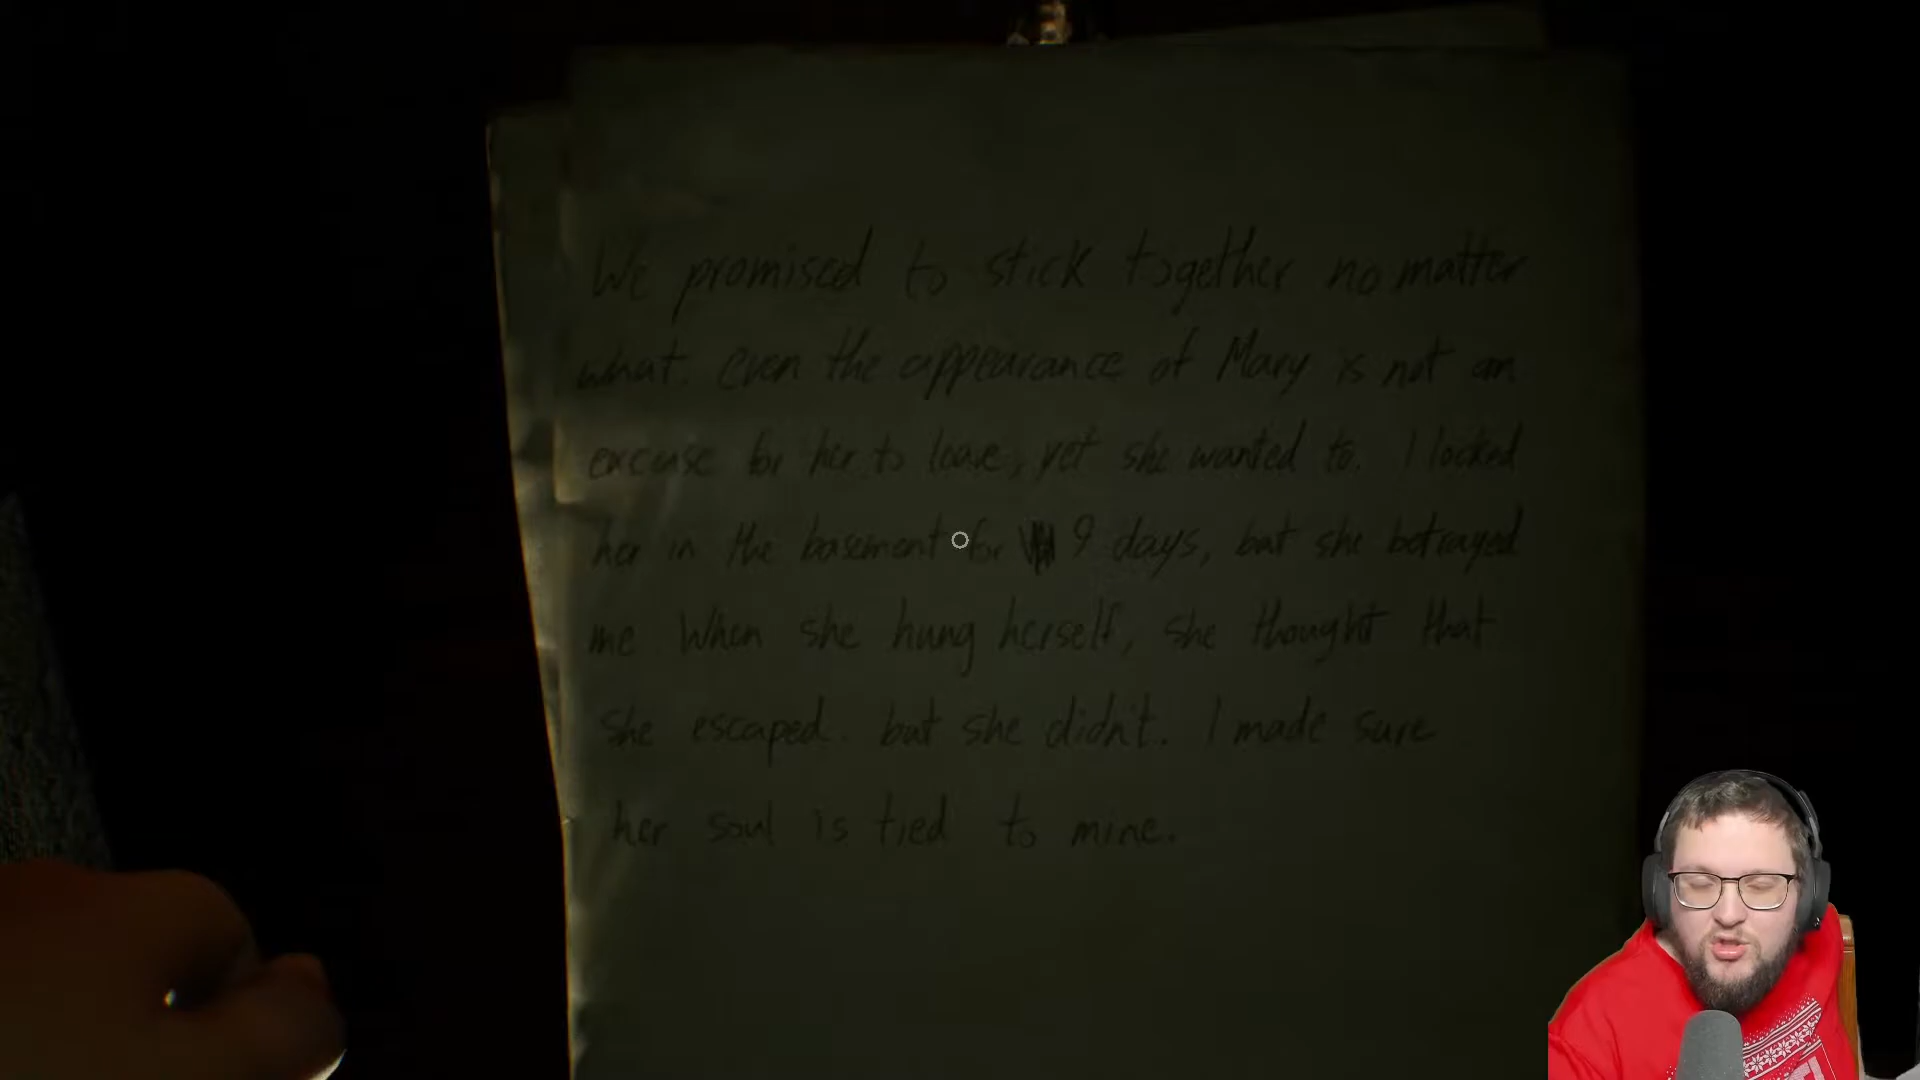 We promised to stick together no matter
what. even the appearance of Mary is not an
excuse for her to leave, yet she wanted to. I locked
her in the basement for 9 days, but she betrayed
me When she hung herself, she thought that
she escaped. but she didn't. I made sure
her soul is tied to mine.